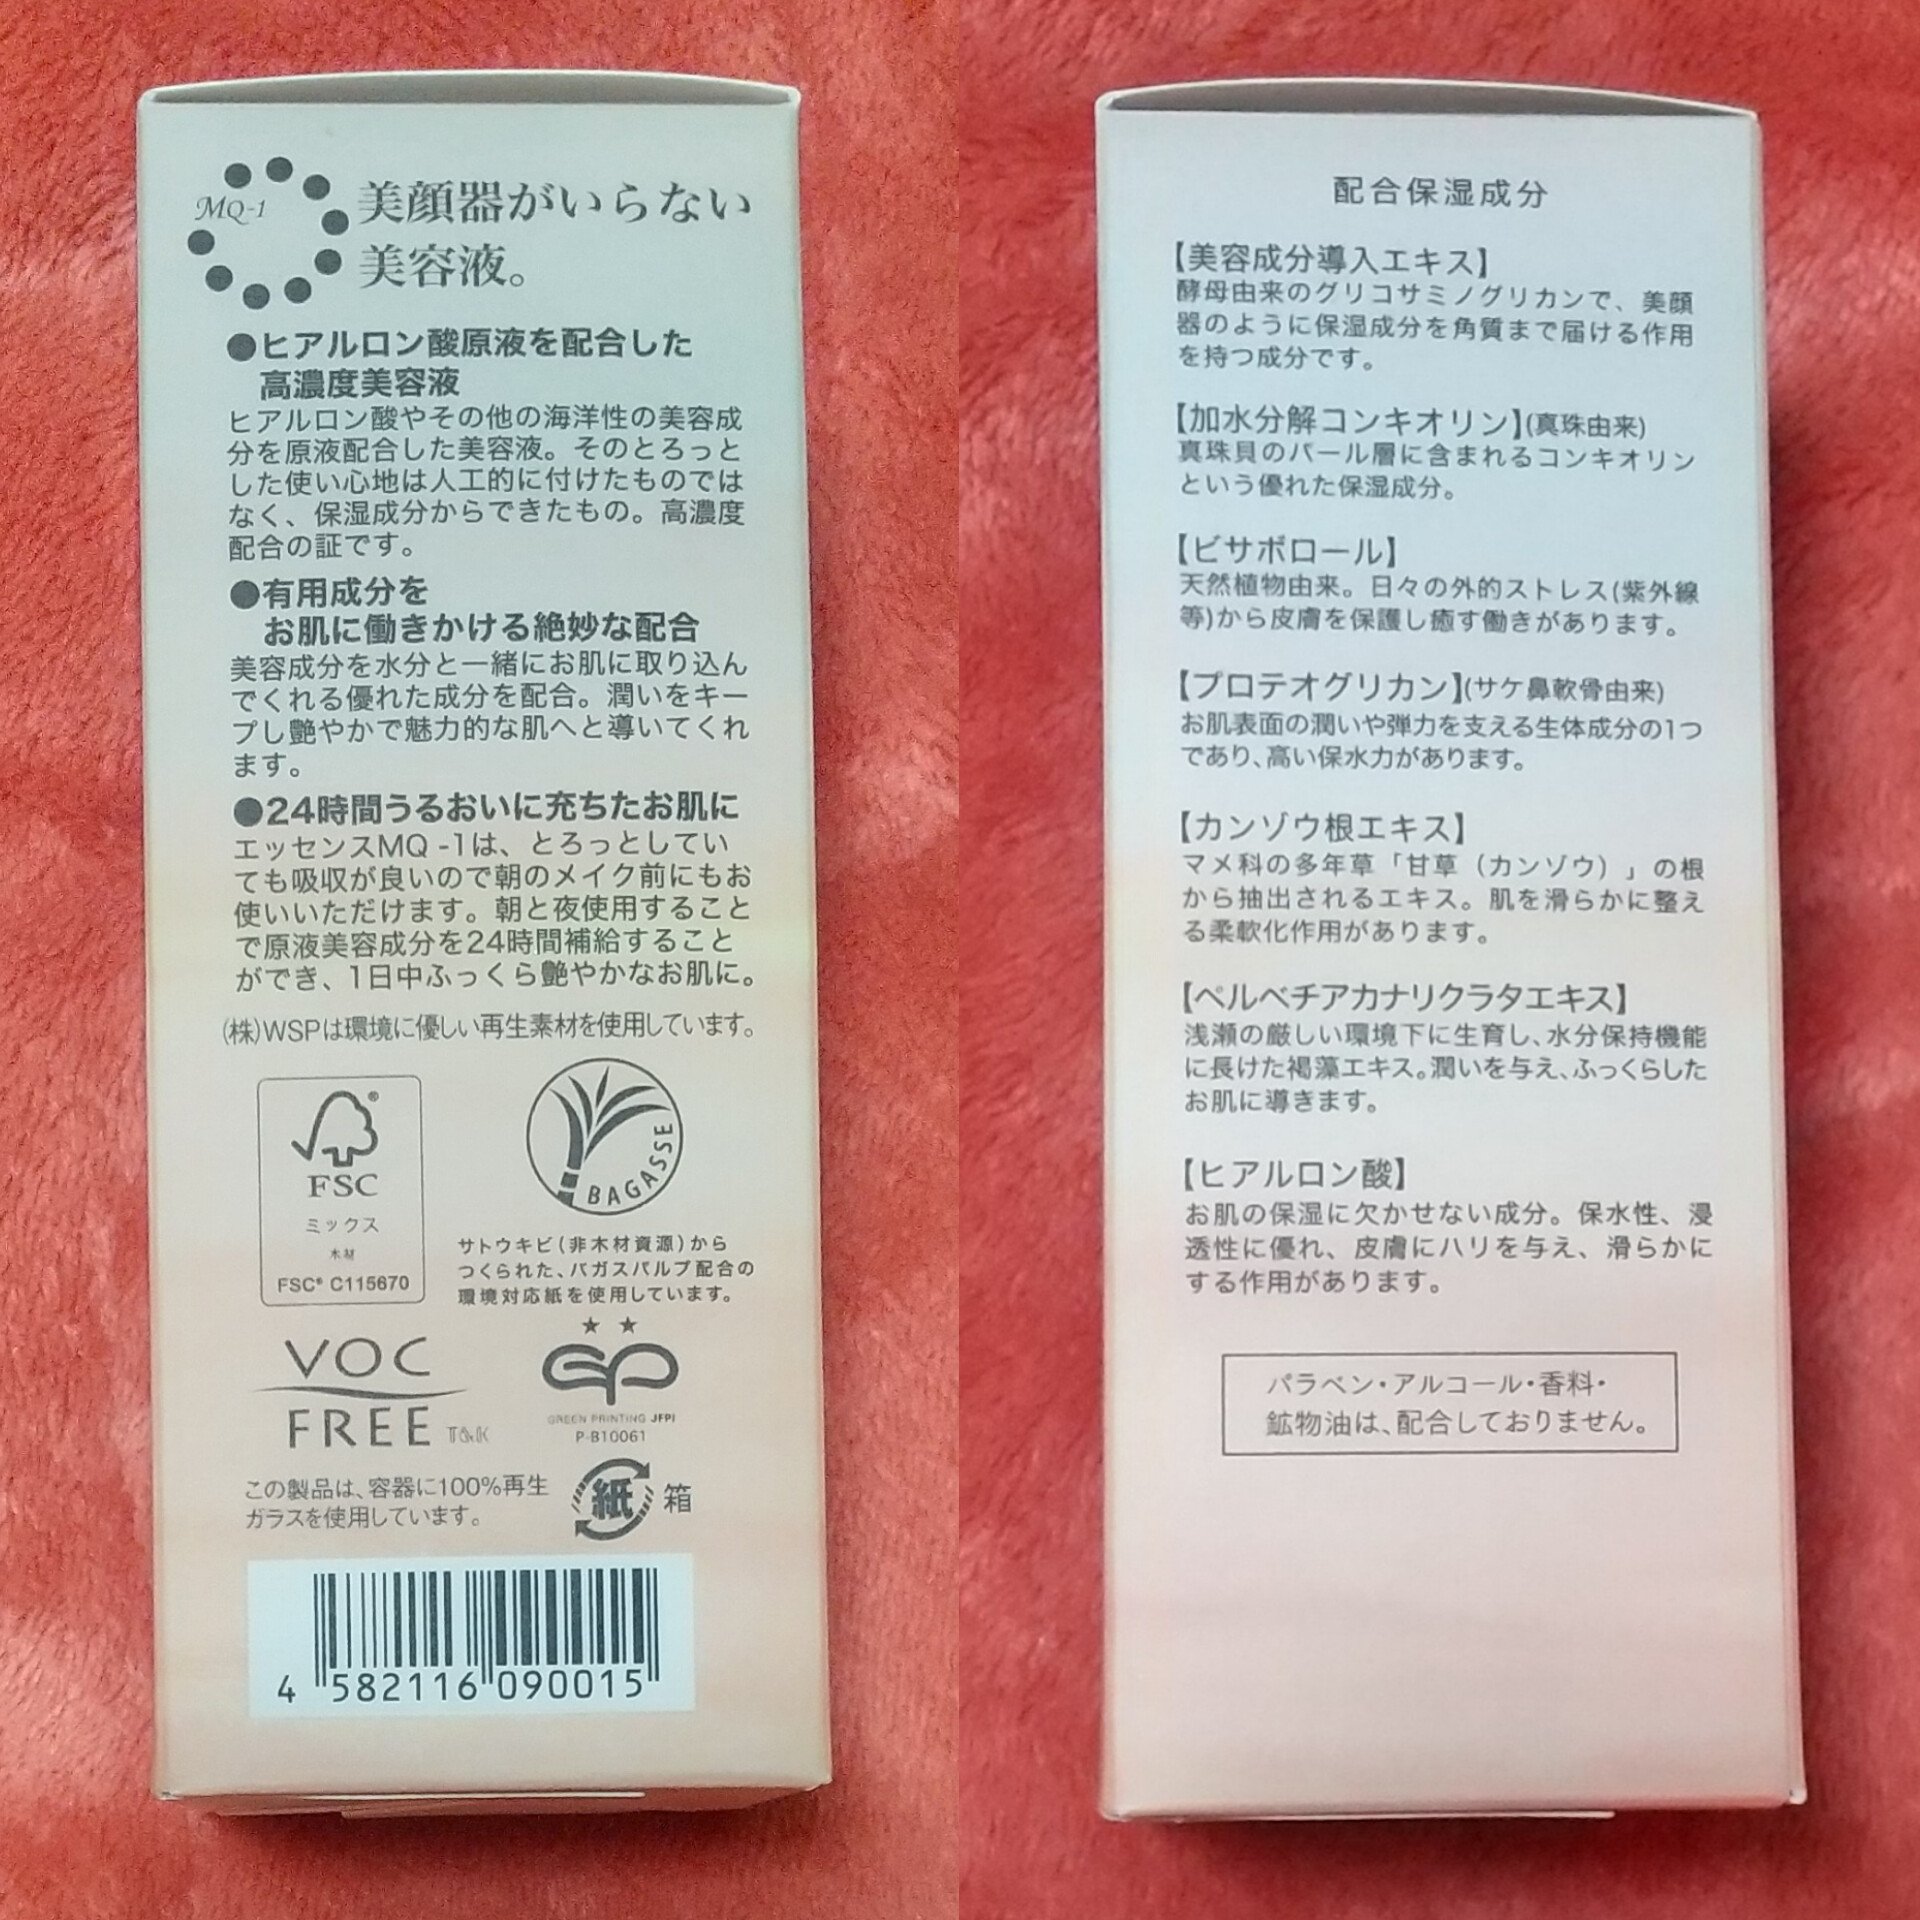 MQ-1
美顔器がいらない
美容液。
●ヒアルロン酸原液を配合した
高濃度美容液
ヒアルロン酸やその他の海洋性の美容成
分を原液配合した美容液。そのとろっと
した使い心地は人工的に付けたものでは
なく、保湿成分からできたもの。高濃度
配合の証です。
●有用成分を
お肌に働きかける絶妙な配合
美容成分を水分と一緒にお肌に取り込ん
でくれる優れた成分を配合。潤いをキー
プし艶やかで魅力的な肌へと導いてくれ
ます。
●24時間うるおいに充ちたお肌に
エッセンスMQ -1は、とろっとしてい
ても吸収が良いので朝のメイク前にもお
使いいただけます。朝と夜使用すること
で原液美容成分を24時間補給すること
ができ、1日中ふっくら艶やかなお肌に。
(株)WSPは環境に優しい再生素材を使用しています。
FSC
ミックス
木材
FSC® C115670
BAGASSE
サトウキビ(非木材資源)から
つくられた、バガスパルプ配合の
環境対応紙を使用しています。
VOC
FREE T&K
★ ★
GP
GREEN PRINTING JFPI
P-B10061
この製品は、容器に100%再生
ガラスを使用しています。
紙 箱
4 582116 090015
配合保湿成分
【美容成分導入エキス】
酵母由来のグリコサミノグリカンで、美顔
器のように保湿成分を角質まで届ける作用
を持つ成分です。
【加水分解コンキオリン】(真珠由来)
真珠貝のパール層に含まれるコンキオリン
という優れた保湿成分。
【ビサボロール】
天然植物由来。日々の外的ストレス(紫外線
等)から皮膚を保護し癒す働きがあります。
【プロテオグリカン】(サケ鼻軟骨由来)
お肌表面の潤いや弾力を支える生体成分の1つ
であり、高い保水力があります。
【カンゾウ根エキス】
マメ科の多年草「甘草（カンゾウ）」の根
から抽出されるエキス。肌を滑らかに整え
る柔軟化作用があります。
【ペルベチアカナリクラタエキス】
浅瀬の厳しい環境下に生育し、水分保持機能
に長けた褐藻エキス。潤いを与え、ふっくらした
お肌に導きます。
【ヒアルロン酸】
お肌の保湿に欠かせない成分。保水性、浸
透性に優れ、皮膚にハリを与え、滑らかに
する作用があります。
パラベン・アルコール・香料・
鉱物油は、配合しておりません。